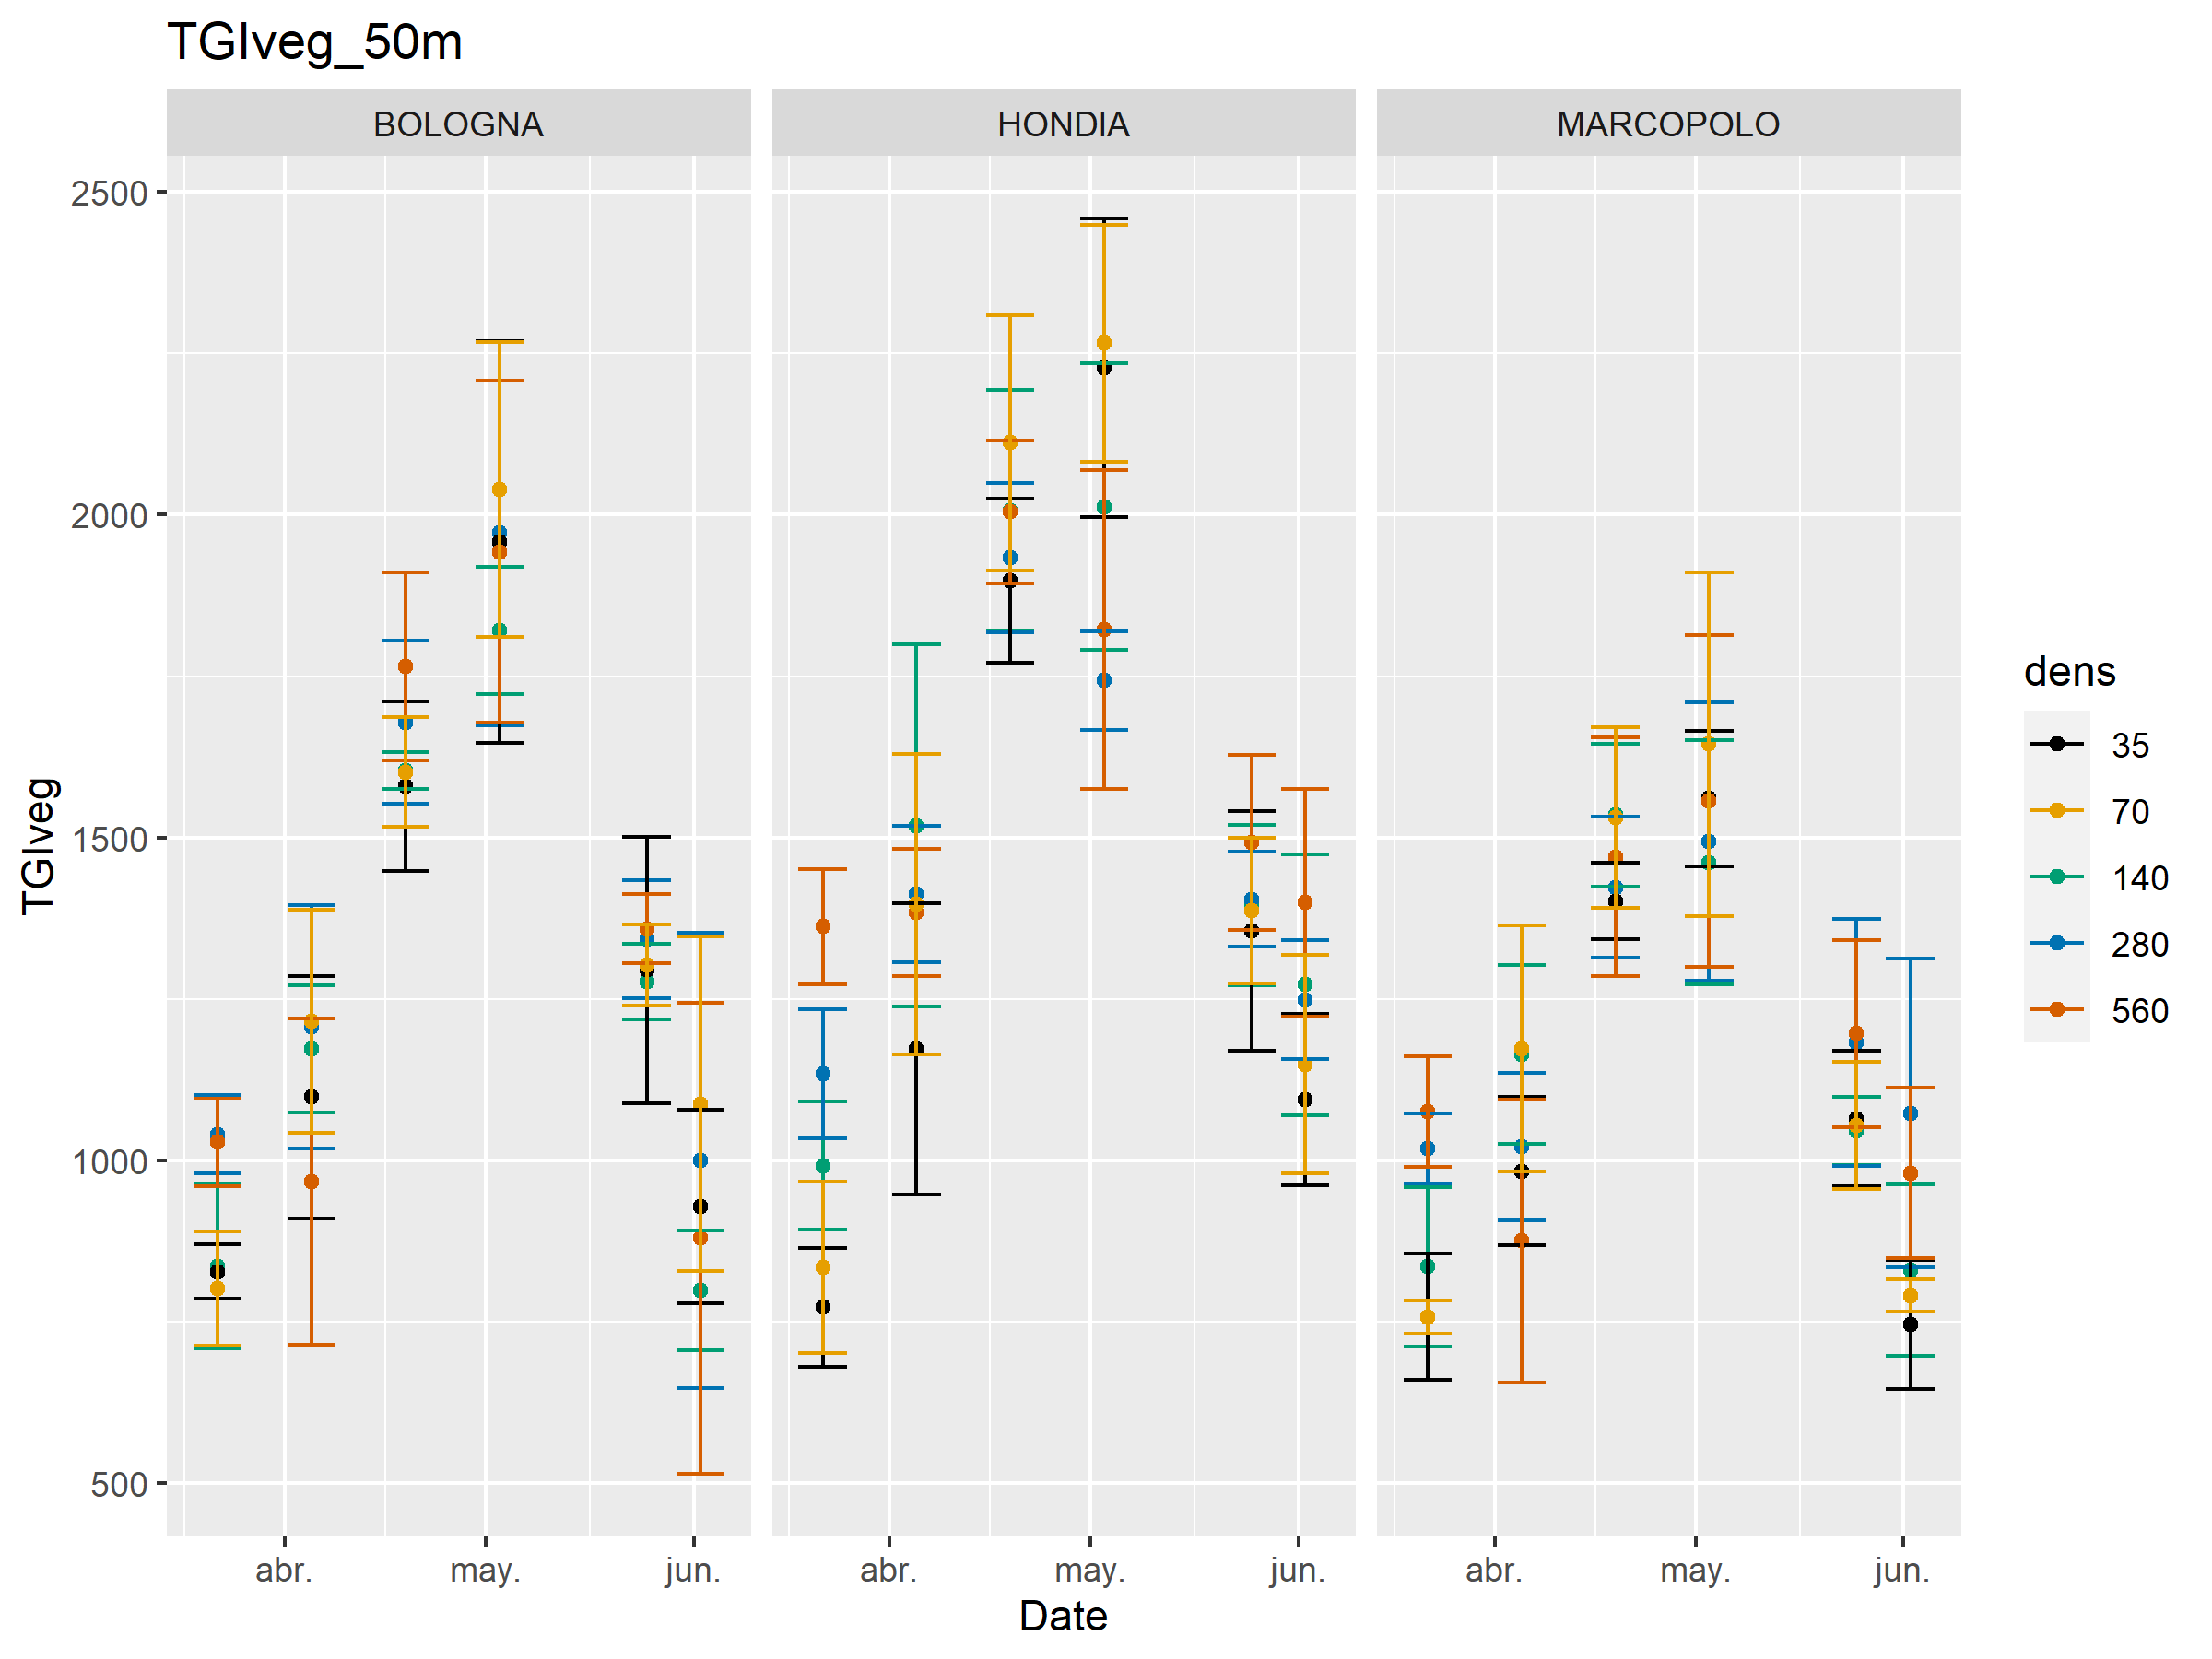 TGIveg_50m
BOLOGNA
HONDIA
MARCOPOLO
2500
2000
1500
1000
500
TGIveg
abr.
may.
jun.
abr.
may.
jun.
abr.
may.
jun.
Date
dens
35
70
140
280
560